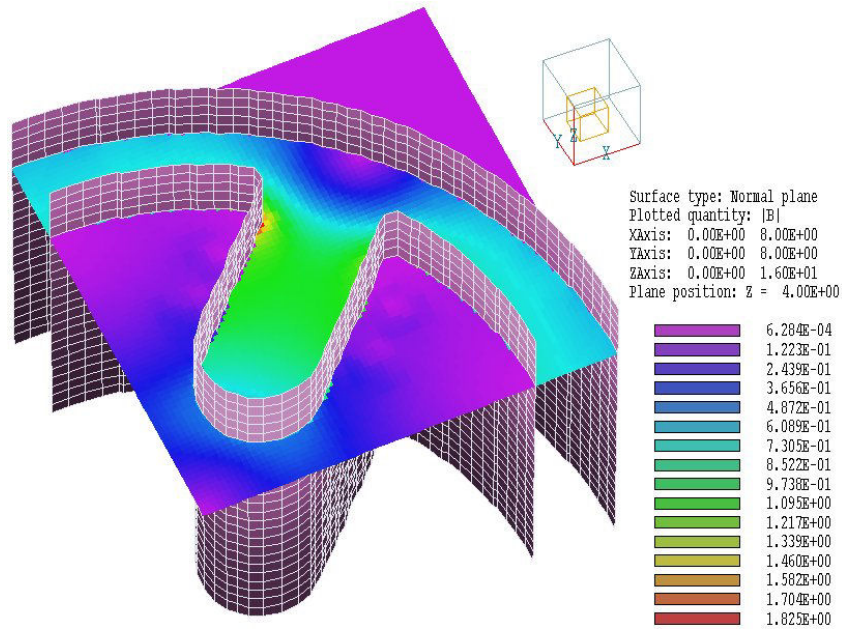 Z
Y
X
Surface type: Normal plane
Plotted quantity: |B|
XAxis: 0.00E+00 8.00E+00
YAxis: 0.00E+00 8.00E+00
ZAxis: 0.00E+00 1.60E+01
Plane position: Z = 4.00E+00
6.284E-04
1.223E-01
2.439E-01
3.656E-01
4.872E-01
6.089E-01
7.305E-01
8.522E-01
9.738E-01
1.095E+00
1.217E+00
1.339E+00
1.460E+00
1.582E+00
1.704E+00
1.825E+00